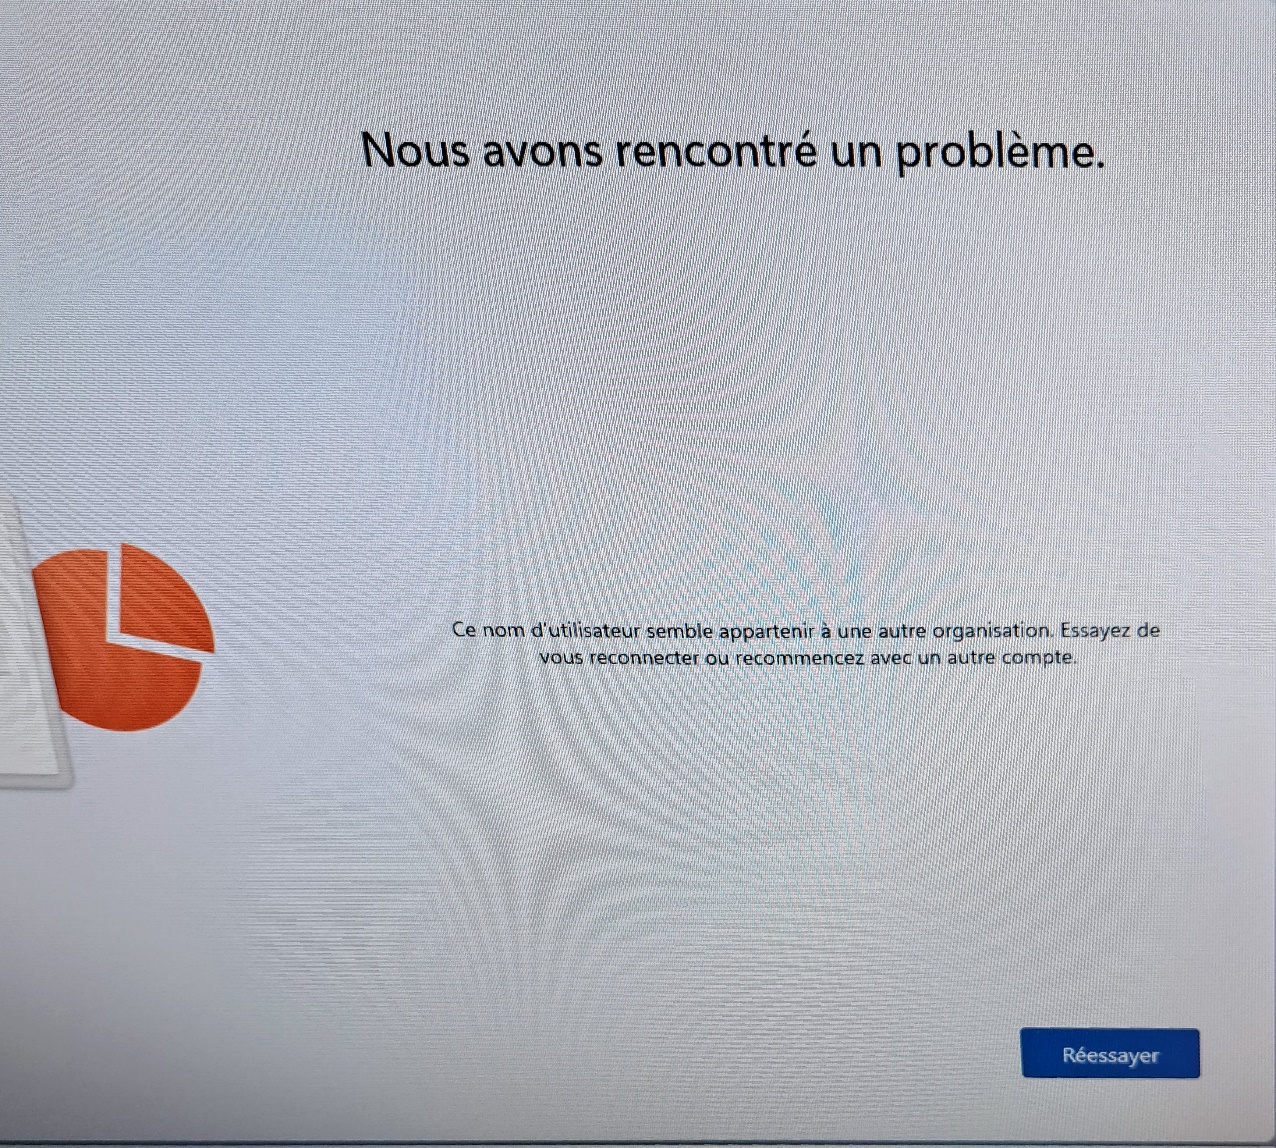 Nous avons rencontré un problème.
Ce nom d'utilisateur semble appartenir à une autre organisation. Essayez de
vous reconnecter ou recommencez avec un autre compte.
Réessayer